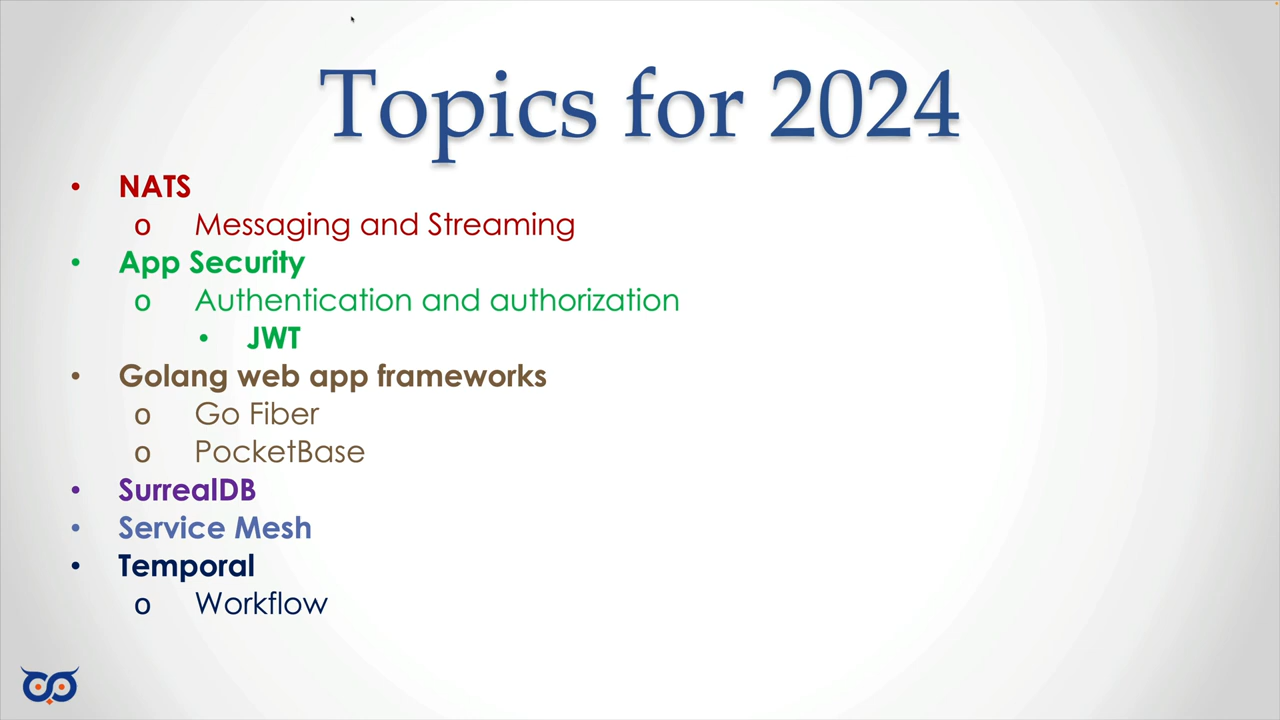 Topics for 2024
• NATS
o Messaging and Streaming
• App Security
o Authentication and authorization
• JWT
• Golang web app frameworks
o Go Fiber
o PocketBase
• SurrealDB
• Service Mesh
• Temporal
o Workflow